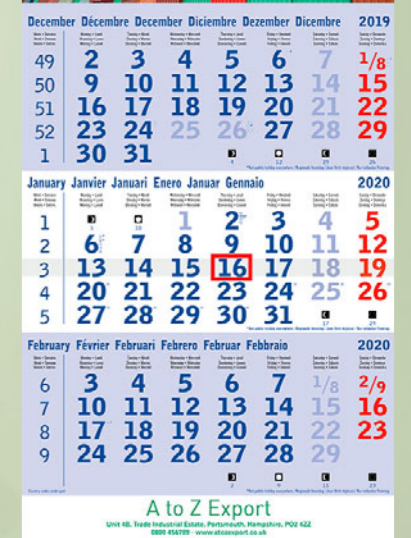 December Décembre December Diciembre Dezember Dicembre 2019
49 2 3 4 5 6 7 1/8
50 9 10 11 12 13 14 15
51 16 17 18 19 20 21 22
52 23 24 25 26 27 28 29
1 30 31
January Janvier Januari Enero Januar Gennaio 2020
1 1 2 3 4 5
2 6 7 8 9 10 11 12
3 13 14 15 16 17 18 19
4 20 21 22 23 24 25 26
5 27 28 29 30 31
February Février Februari Febrero Februar Febbraio 2020
6 3 4 5 6 7 1/8 2/9
7 10 11 12 13 14 15 16
8 17 18 19 20 21 22 23
9 24 25 26 27 28 29
A to Z Export
Unit 4B, Trade Industrial Estate, Portsmouth, Hampshire, PO2 4ZZ
0800 456789 - www.atozexport.co.uk